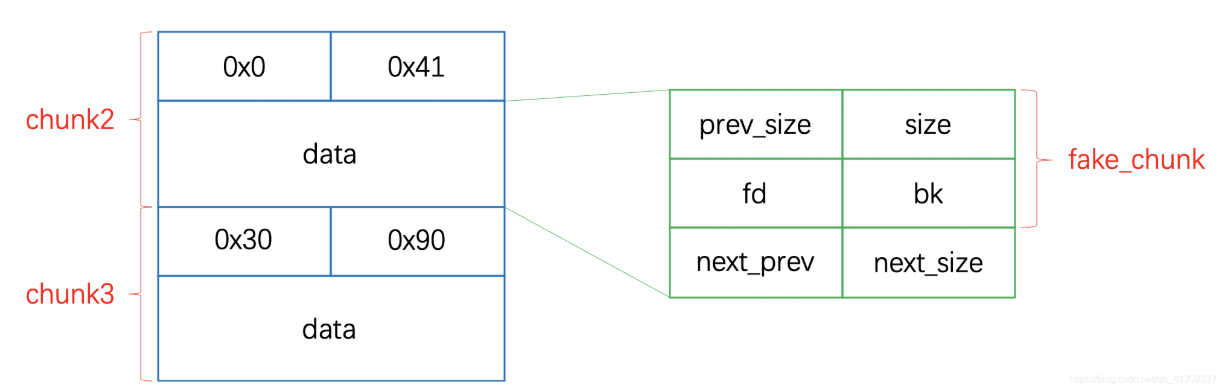 0x0 0x41
chunk2
data
0x30 0x90
chunk3
data
prev_size size
fd bk
fake_chunk
next_prev next_size
https://blog.csdn.net/qq_41202237